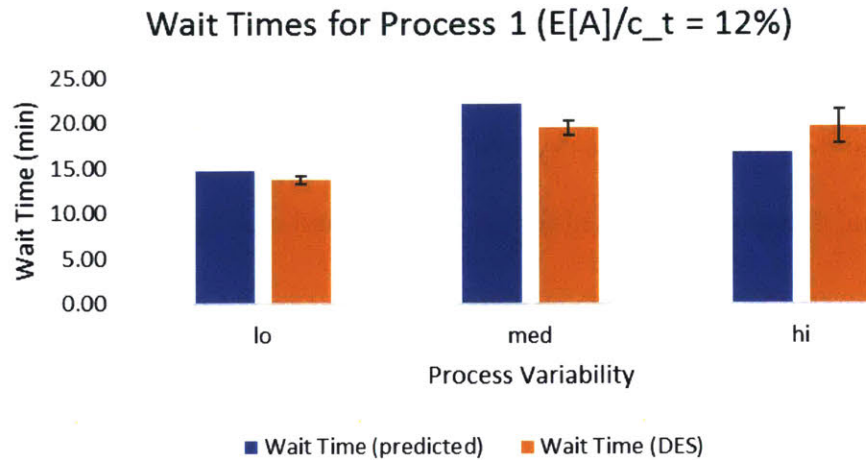 Wait Times for Process 1 (E[A]/c_t = 12%)
25.00
20.00
15.00
10.00
5.00
0.00
Wait Time (min)
lo med hi
Process Variability
Wait Time (predicted) Wait Time (DES)